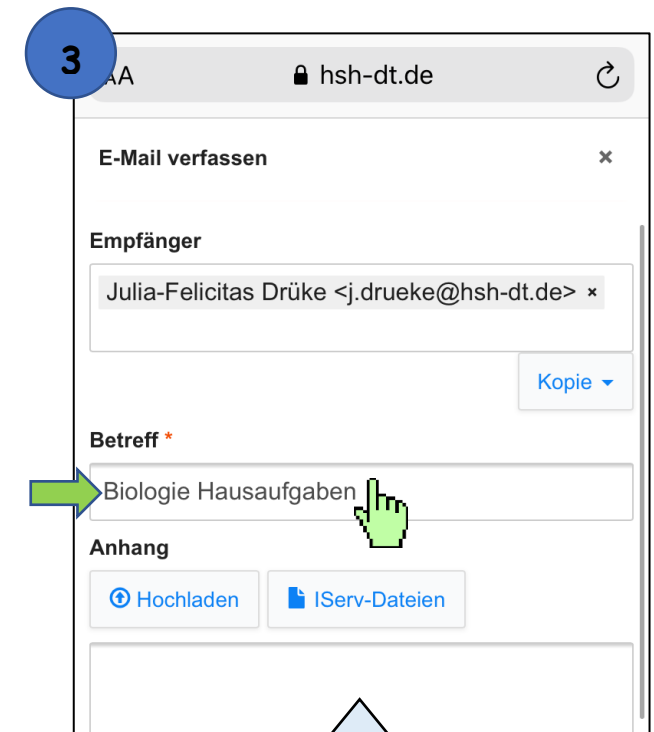 3
AA hsh-dt.de
E-Mail verfassen ×
Empfänger
Julia-Felicitas Drüke <j.drueke@hsh-dt.de> ×
Kopie
Betreff *
Biologie Hausaufgaben
Anhang
Hochladen IServ-Dateien